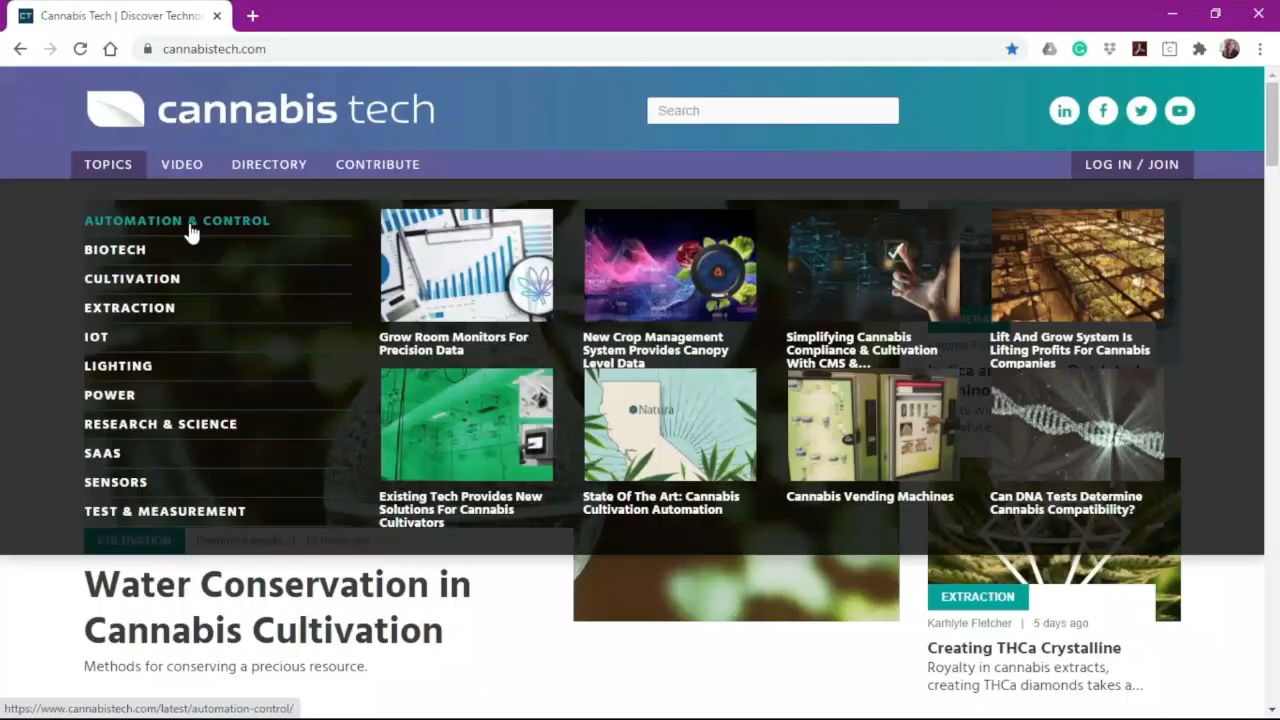 CT Cannabis Tech | Discover Techno
cannabistech.com
cannabis tech
Search
TOPICS VIDEO DIRECTORY CONTRIBUTE LOG IN / JOIN
AUTOMATION & CONTROL
BIOTECH
CULTIVATION
EXTRACTION
IOT
LIGHTING
POWER
RESEARCH & SCIENCE
SAAS
SENSORS
TEST & MEASUREMENT
Grow Room Monitors For
Precision Data
New Crop Management
System Provides Canopy
Level Data
Simplifying Cannabis
Compliance & Cultivation
With CMS &...
Lift And Grow System Is
Lifting Profits For Cannabis
Companies
Existing Tech Provides New
Solutions For Cannabis
Cultivators
Natura
State Of The Art: Cannabis
Cultivation Automation
Cannabis Vending Machines
Can DNA Tests Determine
Cannabis Compatibility?
CULTIVATION
Water Conservation in
Cannabis Cultivation
Methods for conserving a precious resource.
EXTRACTION
Karhlyle Fletcher | 5 days ago
Creating THCa Crystalline
Royalty in cannabis extracts,
creating THCa diamonds takes a...
https://www.cannabistech.com/latest/automation-control/